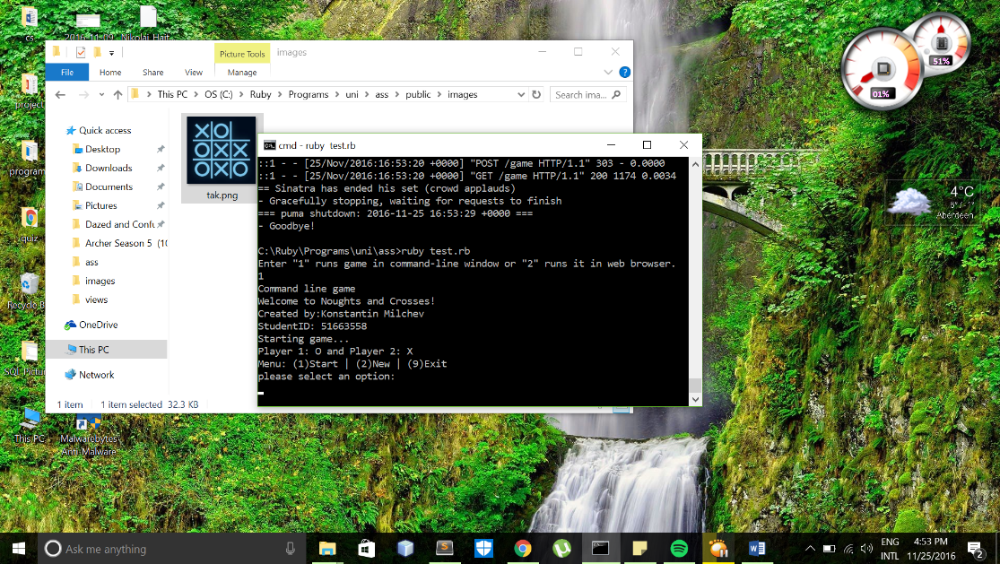 cs
2016-11-09
Nikolai_Hait
project
program
quiz
Recycle B
SQL Pictu
This PC
Malwarebytes
Anti-Malware
Picture Tools
images
File
Home
Share
View
Manage
This PC > OS (C:) > Ruby > Programs > uni > ass > public > images
Search ima...
Quick access
Desktop
Downloads
Documents
Pictures
Dazed and Confu
Archer Season 5 (10
ass
images
views
OneDrive
This PC
Network
tak.png
1 item
1 item selected 32.3 KB
cmd - ruby test.rb
::1 - - [25/Nov/2016:16:53:20 +0000] "POST /game HTTP/1.1" 303 - 0.0000
::1 - - [25/Nov/2016:16:53:20 +0000] "GET /game HTTP/1.1" 200 1174 0.0034
== Sinatra has ended his set (crowd applauds)
- Gracefully stopping, waiting for requests to finish
=== puma shutdown: 2016-11-25 16:53:29 +0000 ===
- Goodbye!
C:\Ruby\Programs\uni\ass>ruby test.rb
Enter "1" runs game in command-line window or "2" runs it in web browser.
1
Command line game
Welcome to Noughts and Crosses!
Created by:Konstantin Milchev
StudentID: 51663558
Starting game...
Player 1: O and Player 2: X
Menu: (1)Start | (2)New | (9)Exit
please select an option:
01%
51%
4°C
Aberdeen
Ask me anything
ENG
INTL
4:53 PM
11/25/2016
2